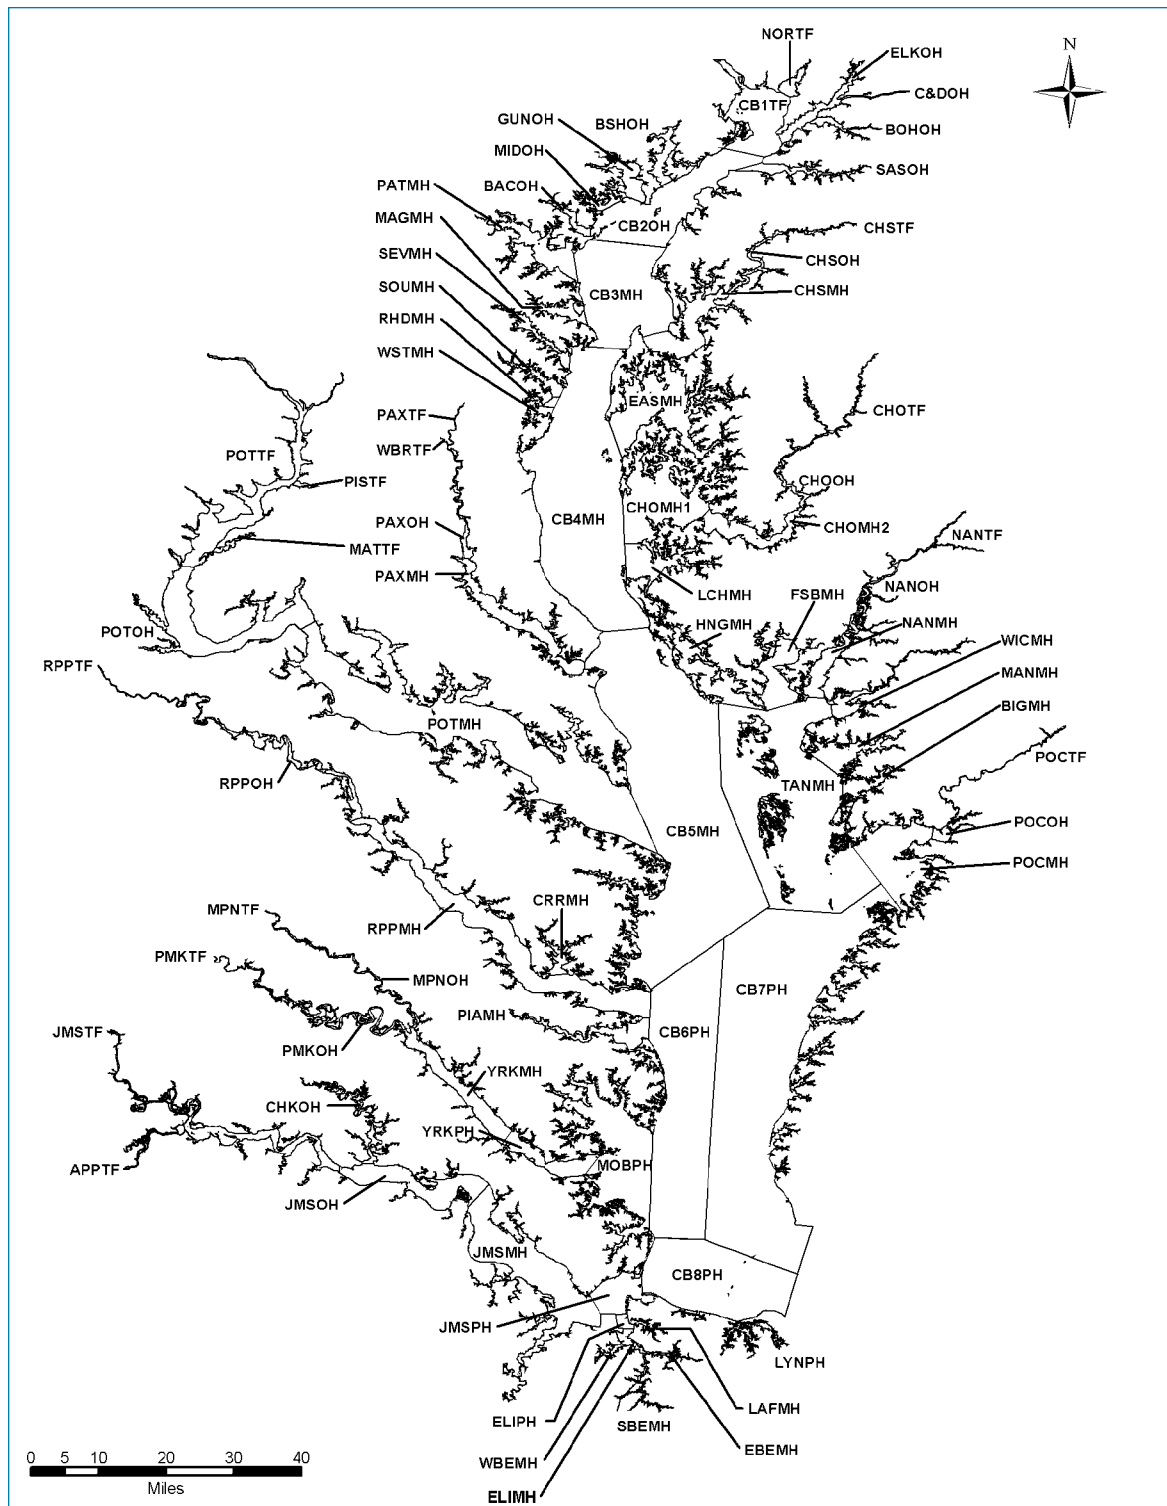 NORTF
N
ELKOH
C&DOH
CB1TF
GUNOH
BSHOH
BOHOH
MIDOH
SASOH
PATMH
BACOH
MAGMH
CB2OH
CHSTF
SEVMH
CHSOH
SOUMH
CB3MH
CHSMH
RHDMH
WSTMH
EASMH
PAXTF
CHOTF
WBRTF
POTTF
PISTF
CHOOH
CHOMH1
PAXOH
CB4MH
CHOMH2
MATTF
NANTF
PAXMH
LCHMH
FSBMH
NANOH
HNGMH
NANMH
POTOH
WICMH
RPPTF
MANMH
BIGMH
POTMH
POCTF
RPPOH
TANMH
POCOH
CB5MH
POCMH
CRRMH
MPNTF
RPPMH
PMKTF
MPNOH
CB7PH
PIAMH
CB6PH
JMSTF
PMKOH
YRKMH
CHKOH
YRKPH
MOBPH
APPTF
JMSOH
JMSMH
CB8PH
JMSPH
LYNPH
LAFMH
ELIPH
SBEMH
EBEMH
WBEMH
ELIMH
0 5 10 20 30 40
Miles